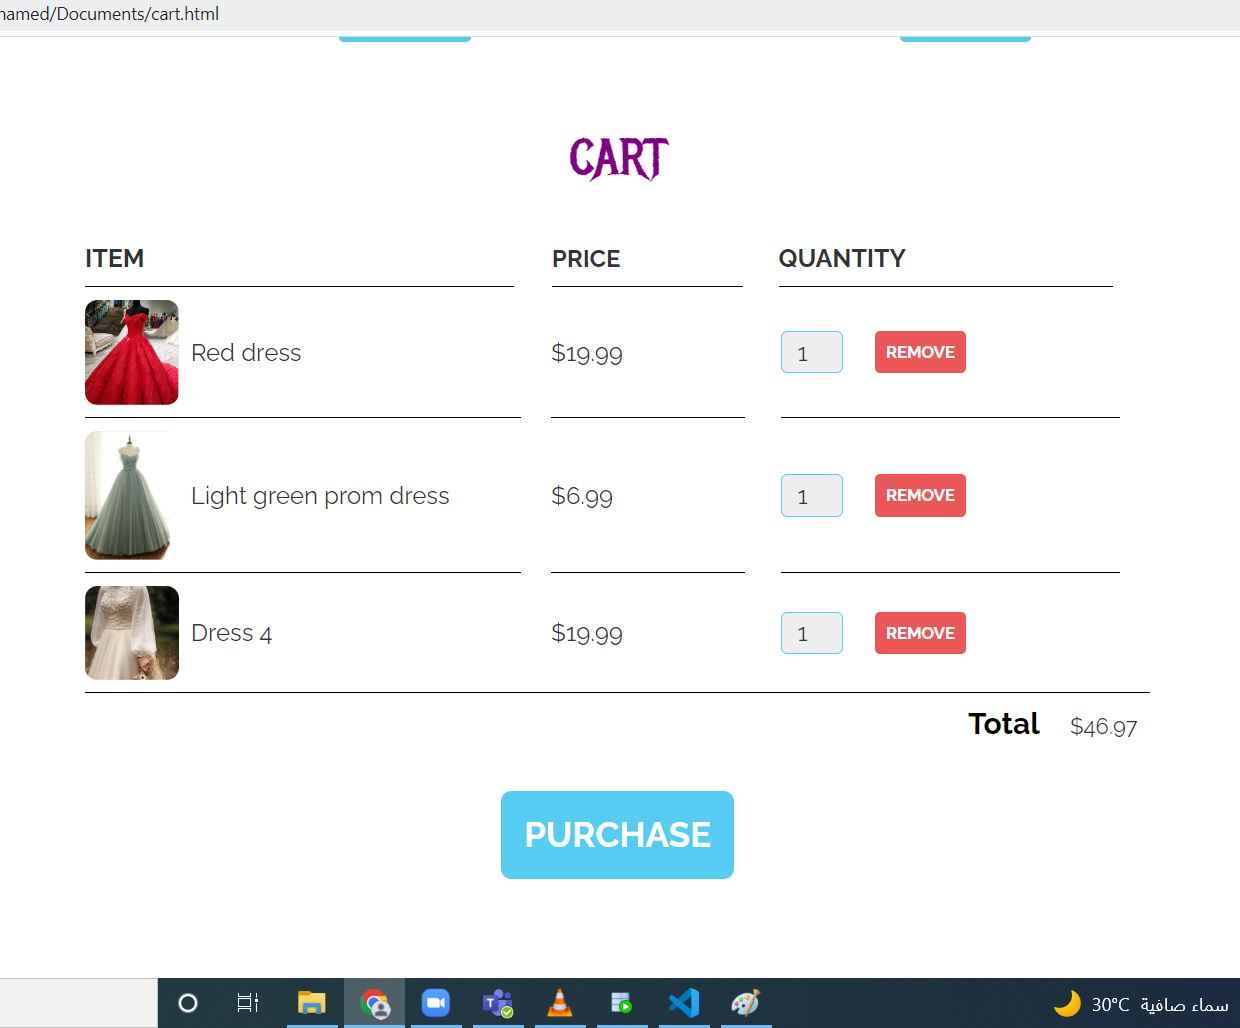 named/Documents/cart.html
CART
ITEM PRICE QUANTITY
Red dress $19.99 1 REMOVE
Light green prom dress $6.99 1 REMOVE
Dress 4 $19.99 1 REMOVE
Total $46.97
PURCHASE
30°C سماء صافية